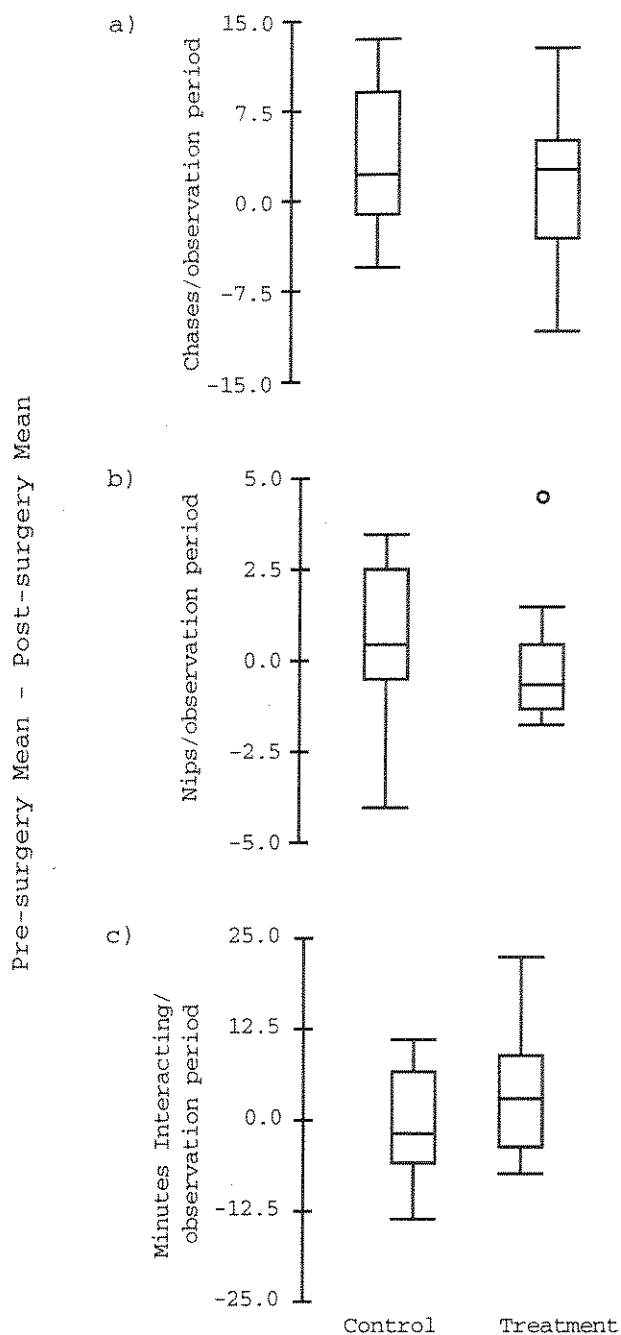 Pre-surgery Mean - Post-surgery Mean
a)
Chases/observation period
15.0
7.5
0.0
-7.5
-15.0
b)
Nips/observation period
5.0
2.5
0.0
-2.5
-5.0
c)
Minutes Interacting/
observation period
25.0
12.5
0.0
-12.5
-25.0
Control Treatment